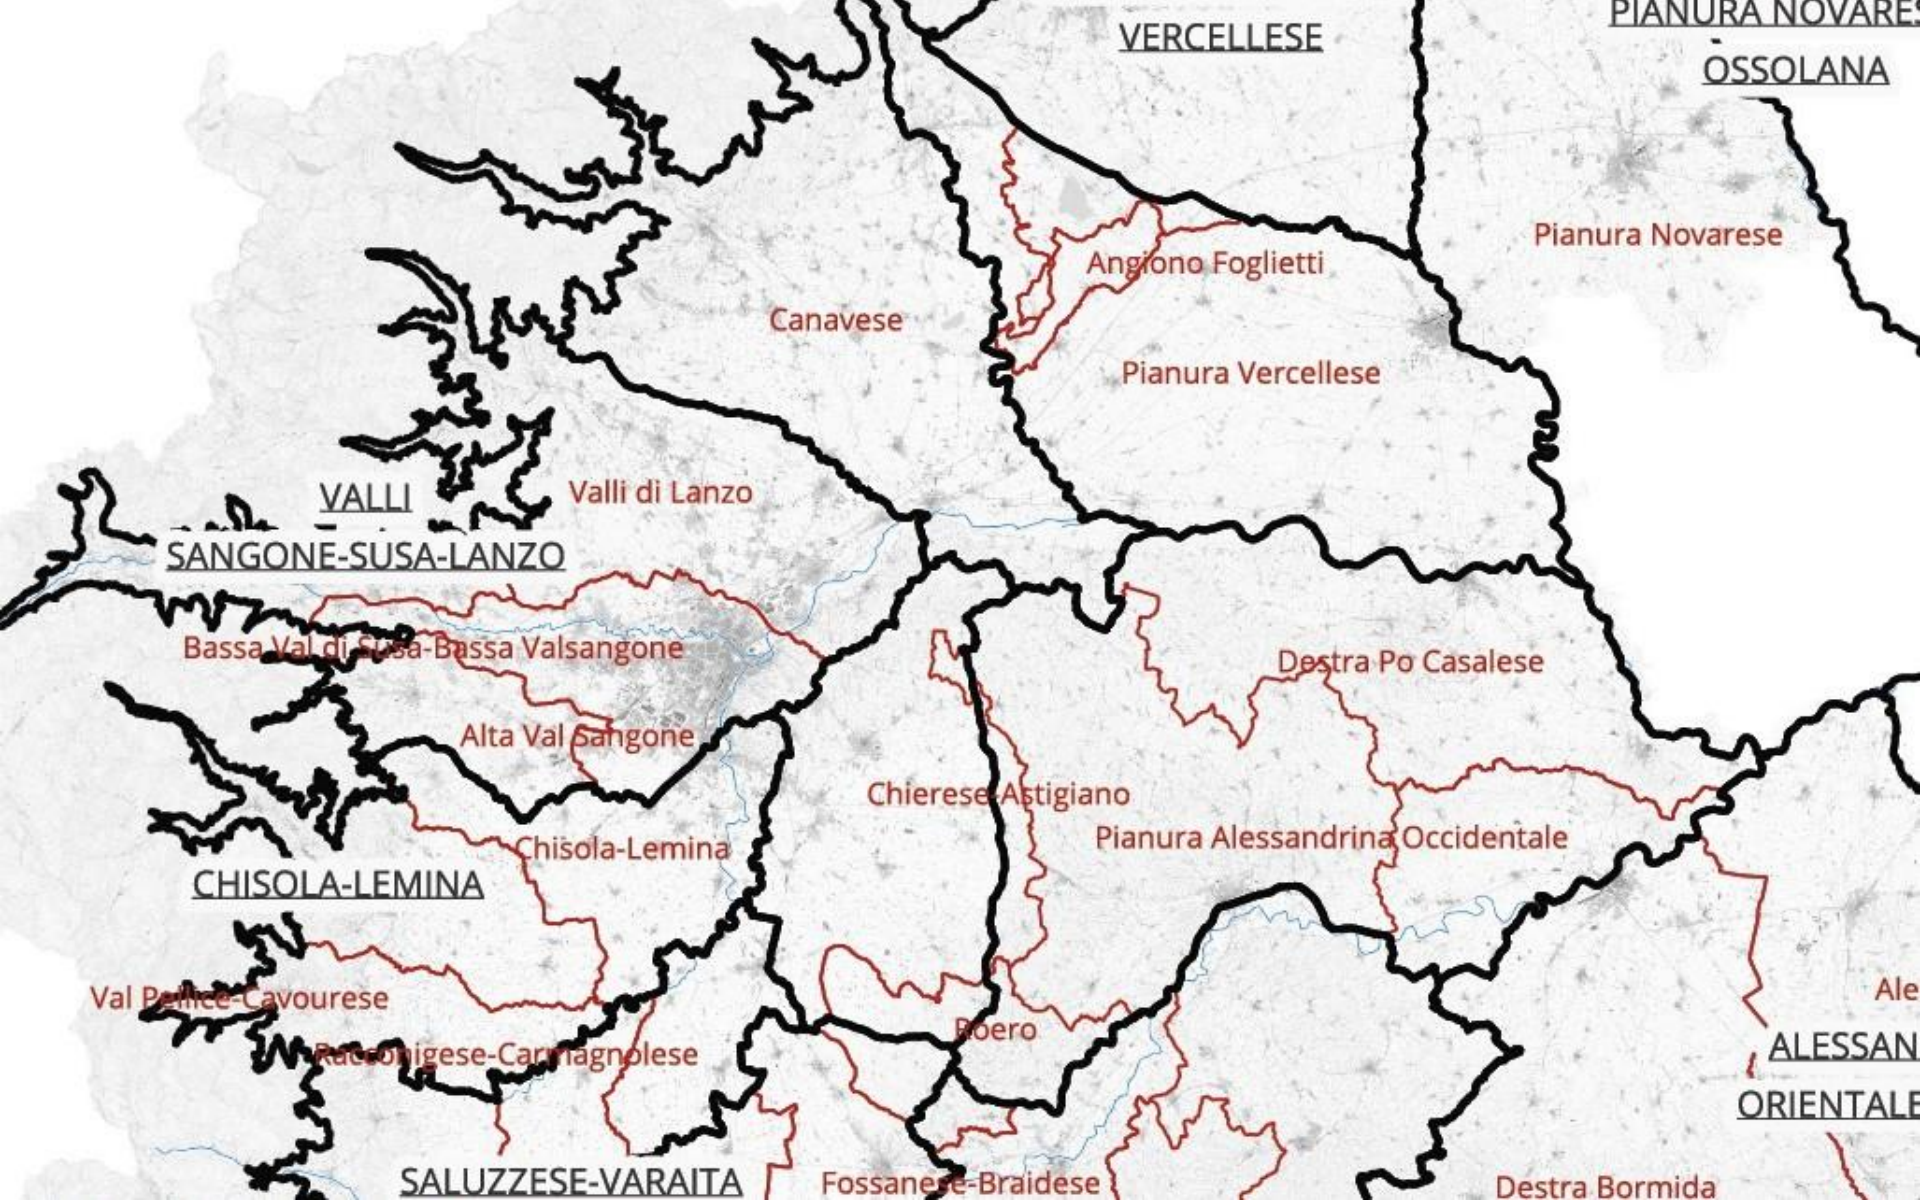 VERCELLESE
PIANURA NOVARES
OSSOLANA
Pianura Novarese
Angiono Foglietti
Canavese
Pianura Vercellese
VALLI
SANGONE-SUSA-LANZO
Valli di Lanzo
Bassa Val di Susa-Bassa Valsangone
Destra Po Casalese
Alta Val Sangone
Chierese-Astigiano
Pianura Alessandrina Occidentale
Chisola-Lemina
CHISOLA-LEMINA
Val Pellice-Cavourese
Ale
Roero
Racconigese-Carmagnolese
ALESSAN
ORIENTALE
SALUZZESE-VARAITA
Fossanese-Braidese
Destra Bormida